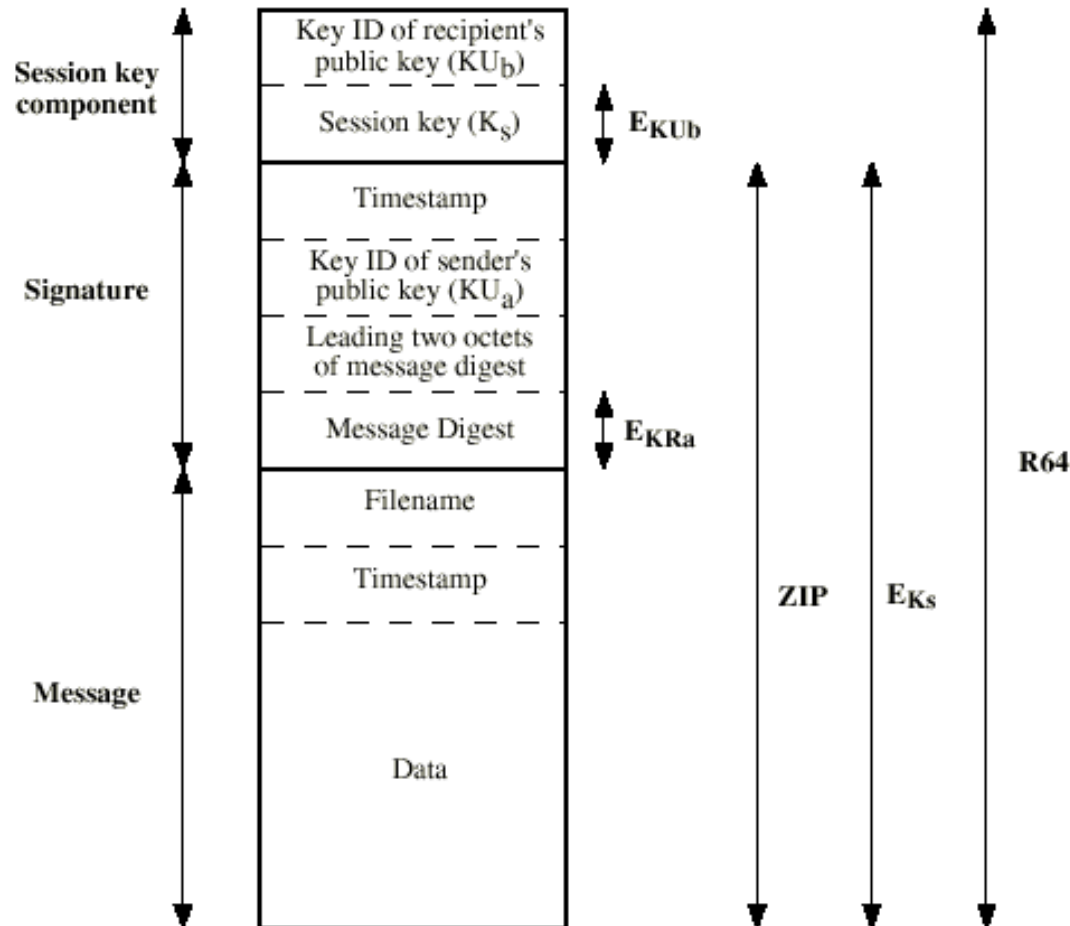 Key ID of recipient's
public key (KUb)
Session key
component
Session key (Ks)
EKUb
Timestamp
Key ID of sender's
public key (KUa)
Signature
Leading two octets
of message digest
Message Digest
EKRa
R64
Filename
Timestamp
ZIP
EKs
Message
Data